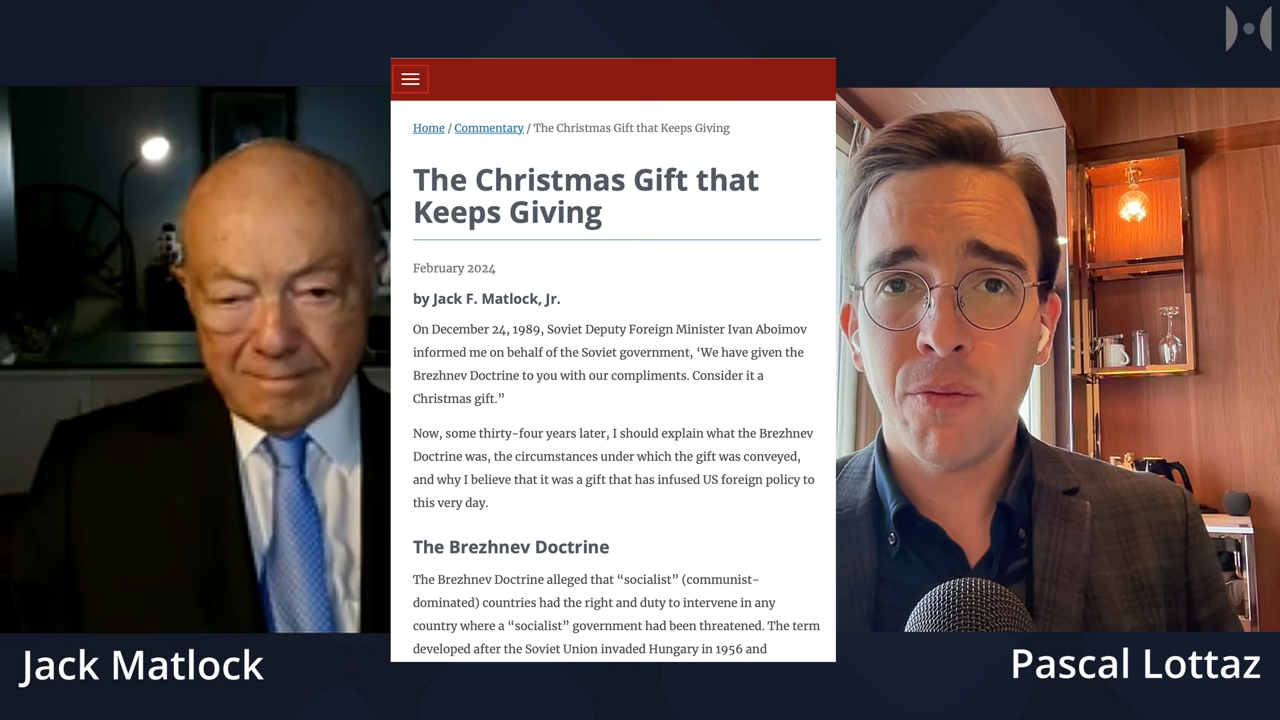 Home / Commentary / The Christmas Gift that Keeps Giving
The Christmas Gift that
Keeps Giving
February 2024
by Jack F. Matlock, Jr.
On December 24, 1989, Soviet Deputy Foreign Minister Ivan Aboimov
informed me on behalf of the Soviet government, ‘We have given the
Brezhnev Doctrine to you with our compliments. Consider it a
Christmas gift.”
Now, some thirty-four years later, I should explain what the Brezhnev
Doctrine was, the circumstances under which the gift was conveyed,
and why I believe that it was a gift that has infused US foreign policy to
this very day.
The Brezhnev Doctrine
The Brezhnev Doctrine alleged that “socialist” (communist-
dominated) countries had the right and duty to intervene in any
country where a “socialist” government had been threatened. The term
developed after the Soviet Union invaded Hungary in 1956 and
Jack Matlock
Pascal Lottaz